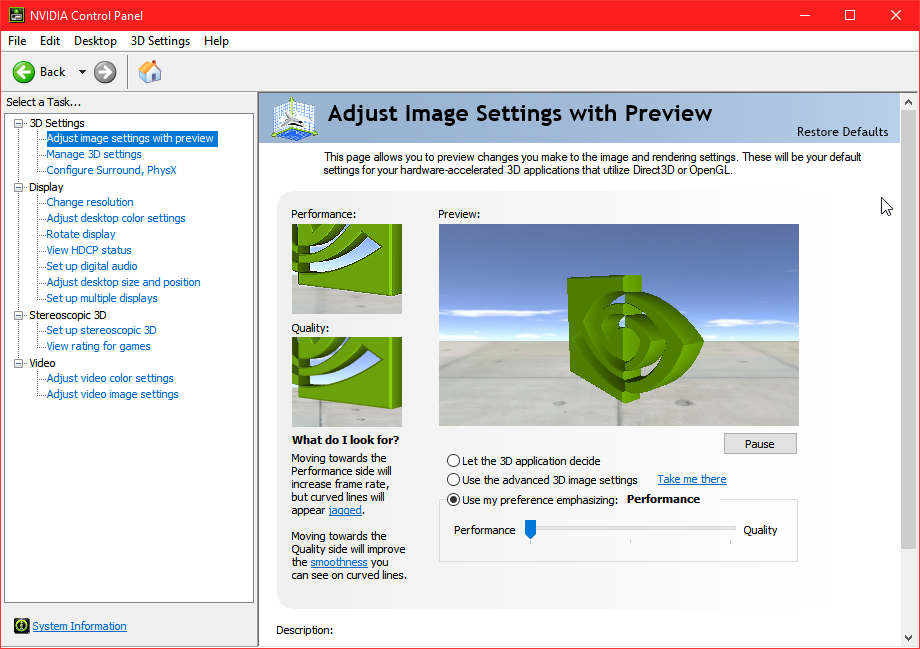 NVIDIA Control Panel
File Edit Desktop 3D Settings Help
Back
Select a Task...
3D Settings
Adjust image settings with preview
Manage 3D settings
Configure Surround, PhysX
Display
Change resolution
Adjust desktop color settings
Rotate display
View HDCP status
Set up digital audio
Adjust desktop size and position
Set up multiple displays
Stereoscopic 3D
Set up stereoscopic 3D
View rating for games
Video
Adjust video color settings
Adjust video image settings
System Information
Adjust Image Settings with Preview
Restore Defaults
This page allows you to preview changes you make to the image and rendering settings. These will be your default
settings for your hardware-accelerated 3D applications that utilize Direct3D or OpenGL.
Performance:
Quality:
What do I look for?
Moving towards the
Performance side will
increase frame rate,
but curved lines will
appear jagged.
Moving towards the
Quality side will improve
the smoothness you
can see on curved lines.
Preview:
Pause
Let the 3D application decide
Use the advanced 3D image settings Take me there
Use my preference emphasizing: Performance
Performance Quality
Description: